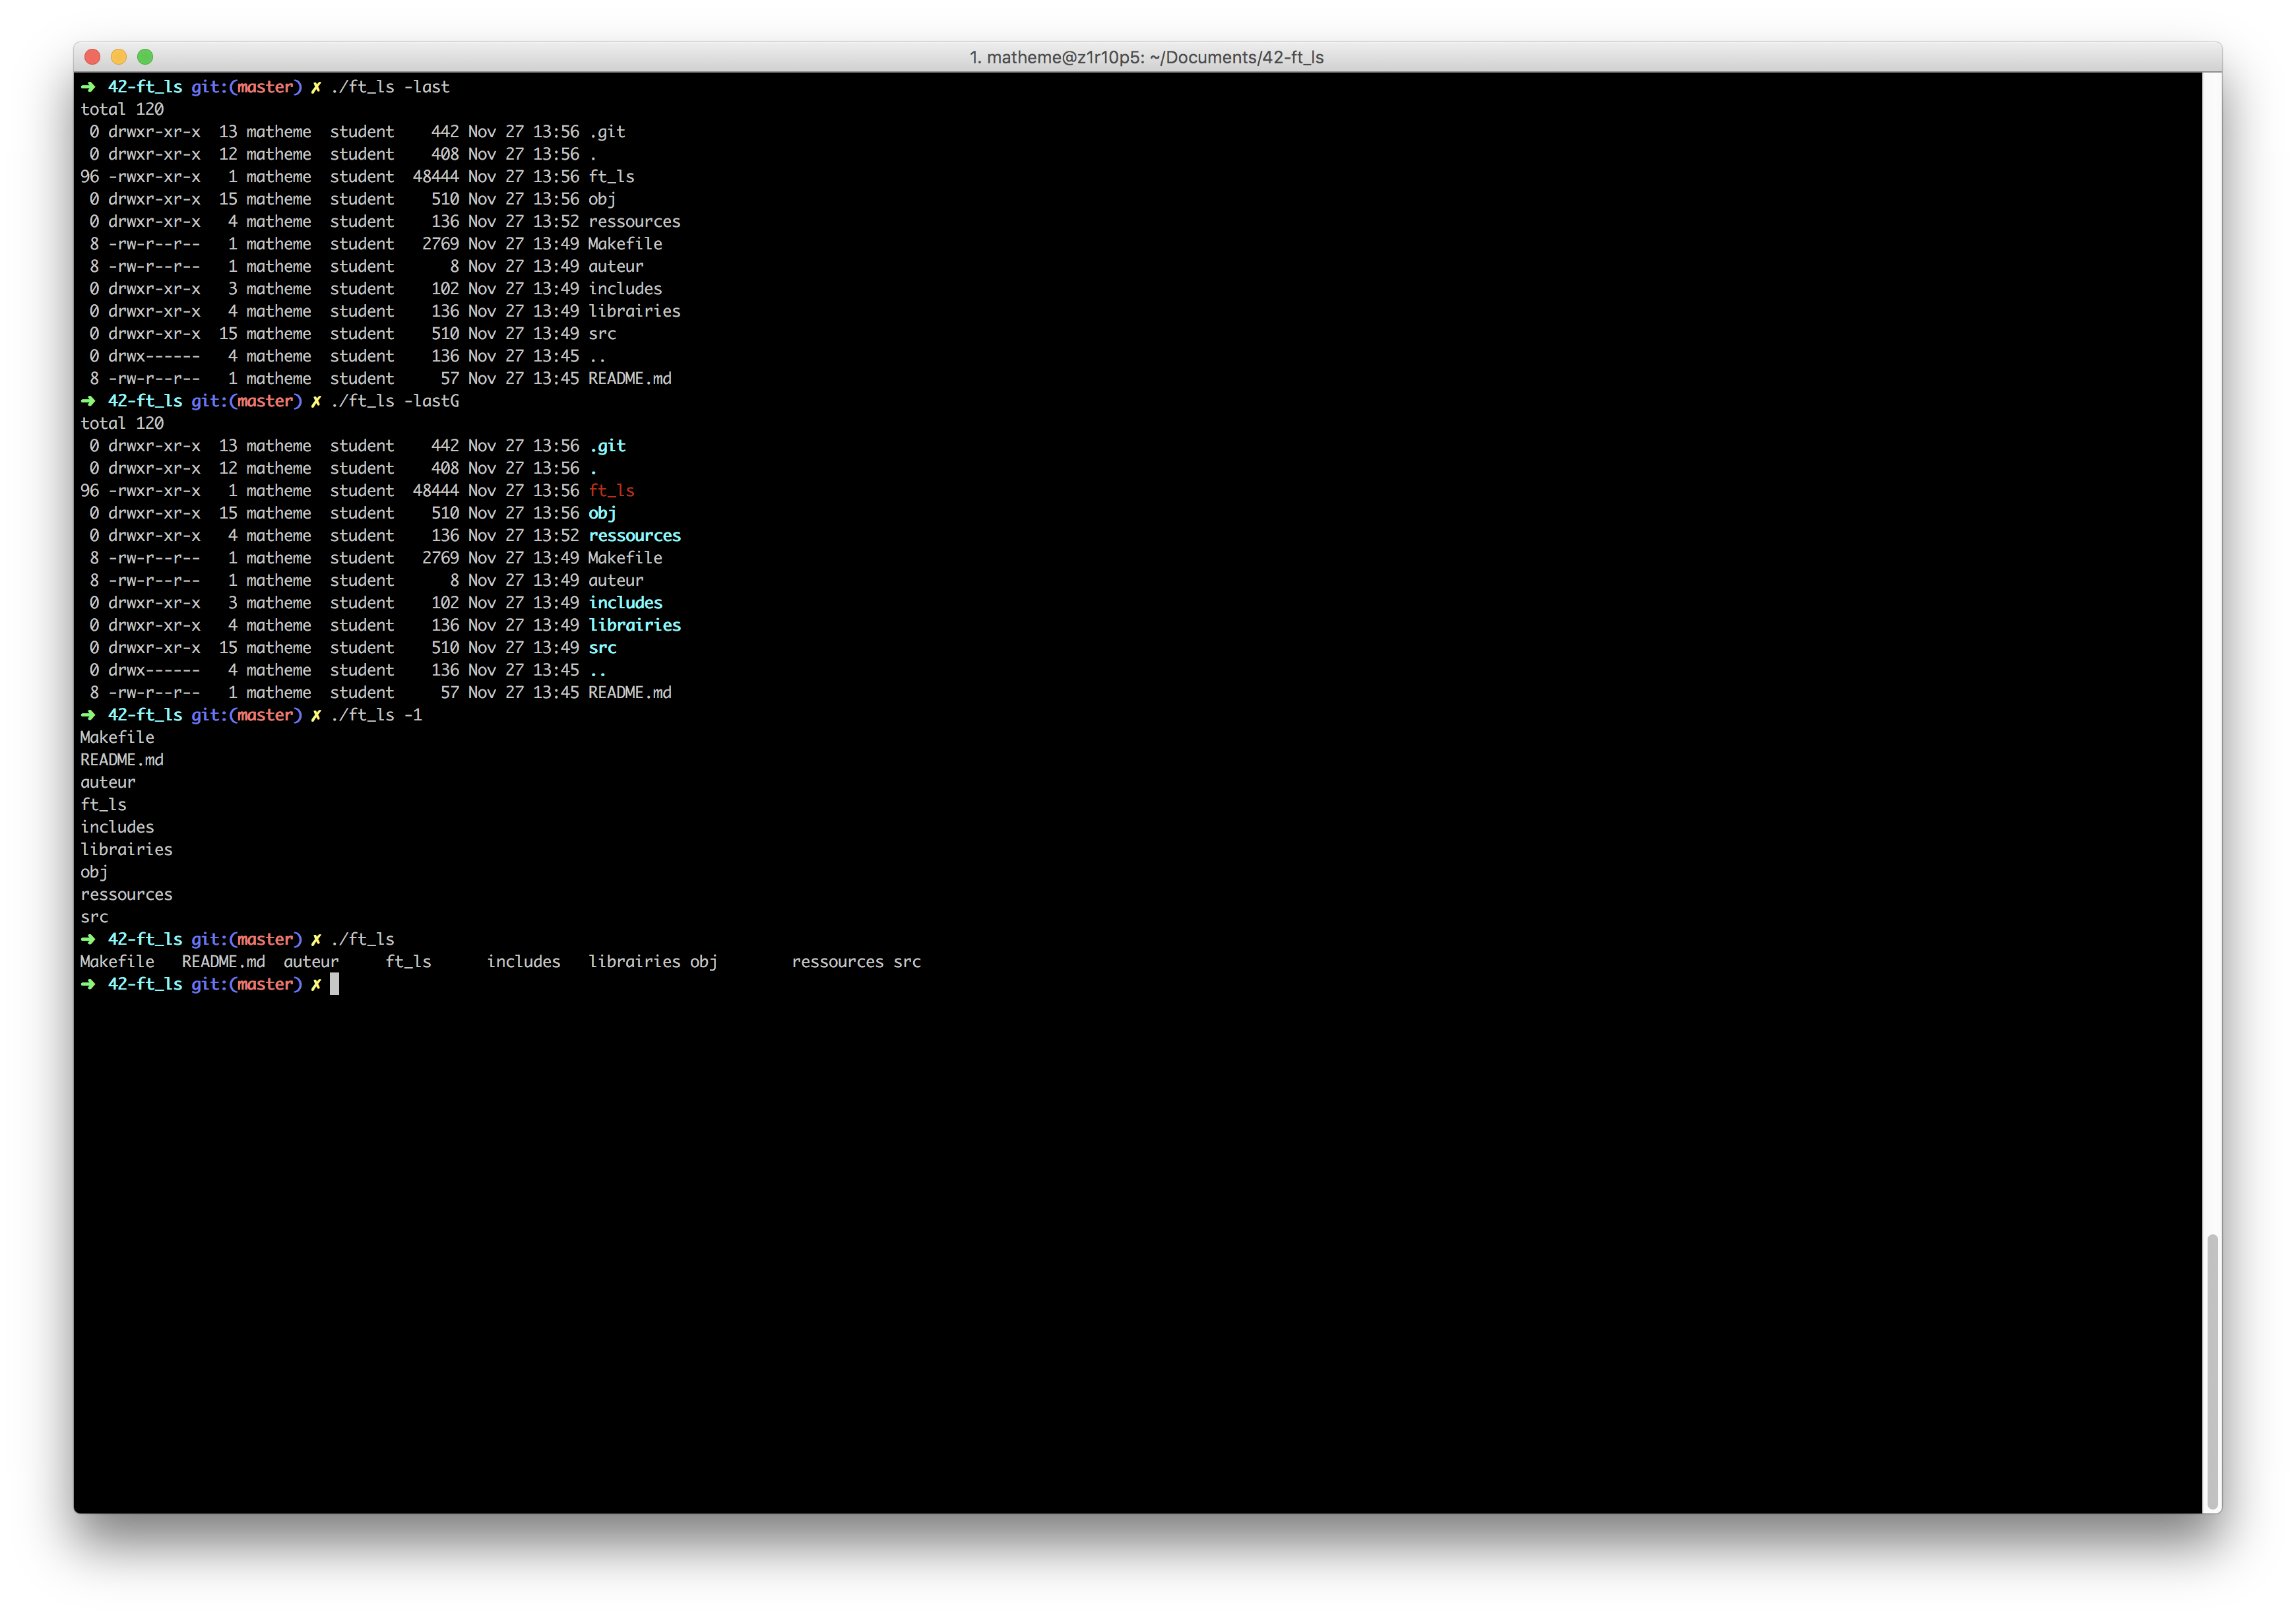 1. matheme@z1r10p5: ~/Documents/42-ft_ls
➜  42-ft_ls git:(master) ✗ ./ft_ls -last
total 120
 0 drwxr-xr-x  13 matheme  student    442 Nov 27 13:56 .git
 0 drwxr-xr-x  12 matheme  student    408 Nov 27 13:56 .
96 -rwxr-xr-x   1 matheme  student  48444 Nov 27 13:56 ft_ls
 0 drwxr-xr-x  15 matheme  student    510 Nov 27 13:56 obj
 0 drwxr-xr-x   4 matheme  student    136 Nov 27 13:52 ressources
 8 -rw-r--r--   1 matheme  student   2769 Nov 27 13:49 Makefile
 8 -rw-r--r--   1 matheme  student      8 Nov 27 13:49 auteur
 0 drwxr-xr-x   3 matheme  student    102 Nov 27 13:49 includes
 0 drwxr-xr-x   4 matheme  student    136 Nov 27 13:49 librairies
 0 drwxr-xr-x  15 matheme  student    510 Nov 27 13:49 src
 0 drwx------   4 matheme  student    136 Nov 27 13:45 ..
 8 -rw-r--r--   1 matheme  student     57 Nov 27 13:45 README.md
➜  42-ft_ls git:(master) ✗ ./ft_ls -lastG
total 120
 0 drwxr-xr-x  13 matheme  student    442 Nov 27 13:56 .git
 0 drwxr-xr-x  12 matheme  student    408 Nov 27 13:56 .
96 -rwxr-xr-x   1 matheme  student  48444 Nov 27 13:56 ft_ls
 0 drwxr-xr-x  15 matheme  student    510 Nov 27 13:56 obj
 0 drwxr-xr-x   4 matheme  student    136 Nov 27 13:52 ressources
 8 -rw-r--r--   1 matheme  student   2769 Nov 27 13:49 Makefile
 8 -rw-r--r--   1 matheme  student      8 Nov 27 13:49 auteur
 0 drwxr-xr-x   3 matheme  student    102 Nov 27 13:49 includes
 0 drwxr-xr-x   4 matheme  student    136 Nov 27 13:49 librairies
 0 drwxr-xr-x  15 matheme  student    510 Nov 27 13:49 src
 0 drwx------   4 matheme  student    136 Nov 27 13:45 ..
 8 -rw-r--r--   1 matheme  student     57 Nov 27 13:45 README.md
➜  42-ft_ls git:(master) ✗ ./ft_ls -1
Makefile
README.md
auteur
ft_ls
includes
librairies
obj
ressources
src
➜  42-ft_ls git:(master) ✗ ./ft_ls
Makefile   README.md  auteur     ft_ls      includes   librairies obj        ressources src
➜  42-ft_ls git:(master) ✗